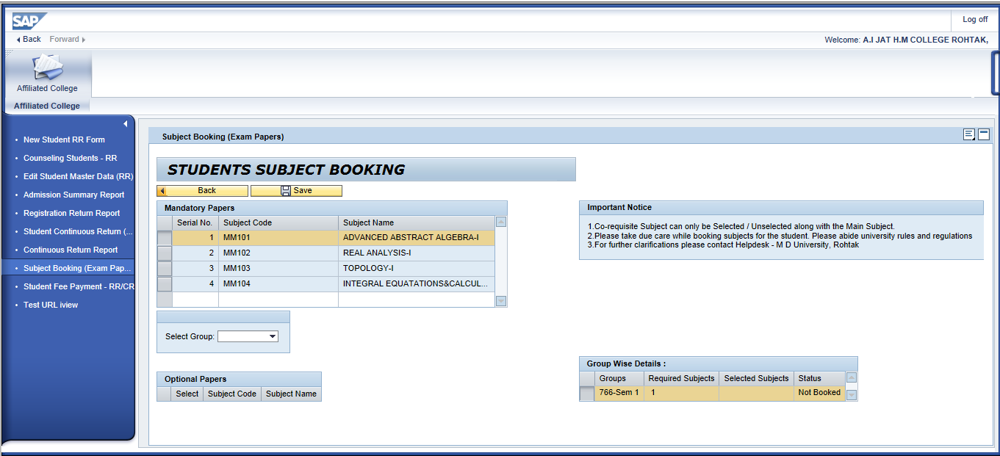 SAP
Log off
Back Forward
Welcome: A.I JAT H.M COLLEGE ROHTAK,
Affiliated College
Affiliated College
• New Student RR Form
• Counseling Students - RR
• Edit Student Master Data (RR)
• Admission Summary Report
• Registration Return Report
• Student Continuous Return (...
• Continuous Return Report
• Subject Booking (Exam Pap...
• Student Fee Payment - RR/CR
• Test URL iview
Subject Booking (Exam Papers)
STUDENTS SUBJECT BOOKING
Back Save
Mandatory Papers
Serial No. Subject Code Subject Name
1 MM101 ADVANCED ABSTRACT ALGEBRA-I
2 MM102 REAL ANALYSIS-I
3 MM103 TOPOLOGY-I
4 MM104 INTEGRAL EQUATATIONS&CALCUL...
Select Group:
Optional Papers
Select Subject Code Subject Name
Important Notice
1.Co-requisite Subject can only be Selected / Unselected along with the Main Subject.
2.Please take due care while booking subjects for the student. Please abide university rules and regulations
3.For further clarifications please contact Helpdesk - M D University, Rohtak
Group Wise Details :
Groups Required Subjects Selected Subjects Status
766-Sem 1 1 Not Booked